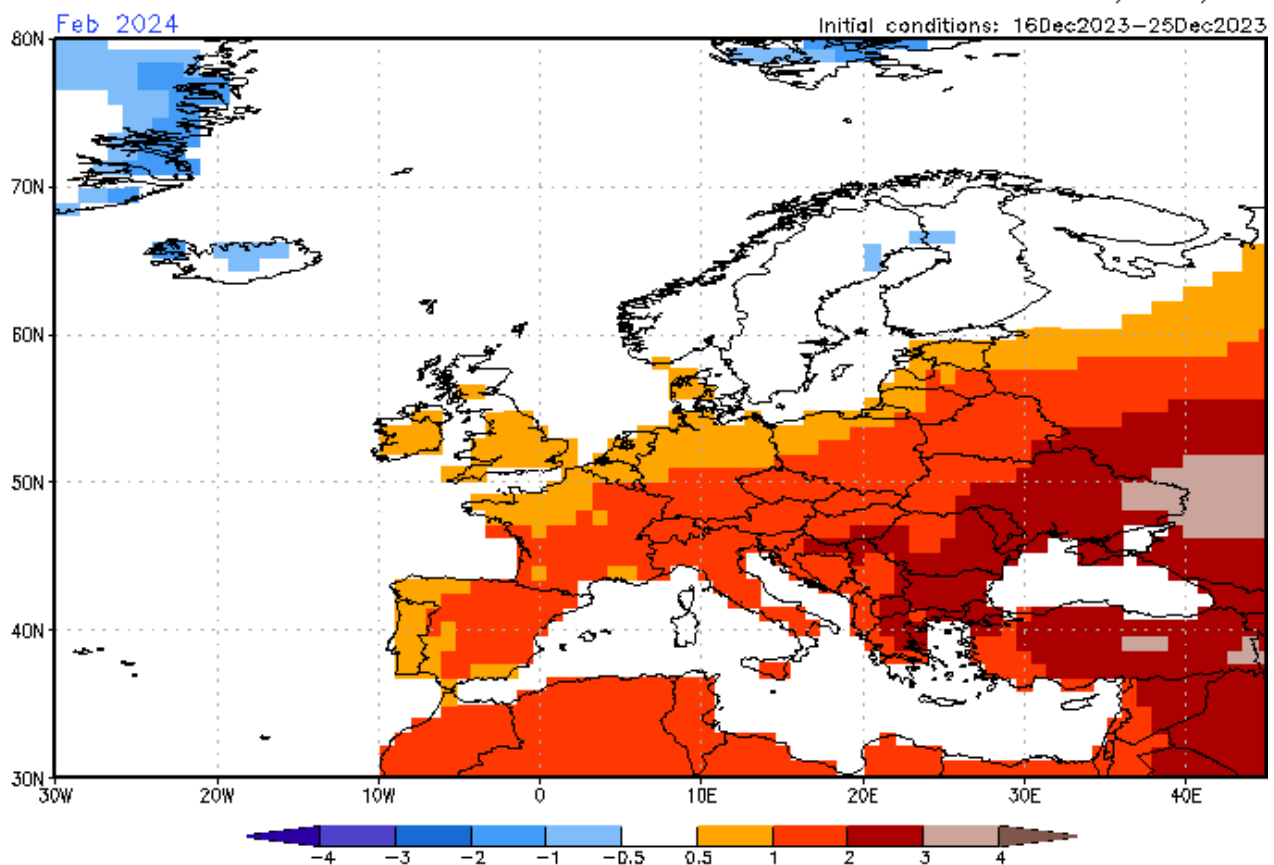 Feb 2024
Initial conditions: 16Dec2023–25Dec2023
80N
70N
60N
50N
40N
30N
30W 20W 10W 0 10E 20E 30E 40E
-4 -3 -2 -1 -0.5 0.5 1 2 3 4